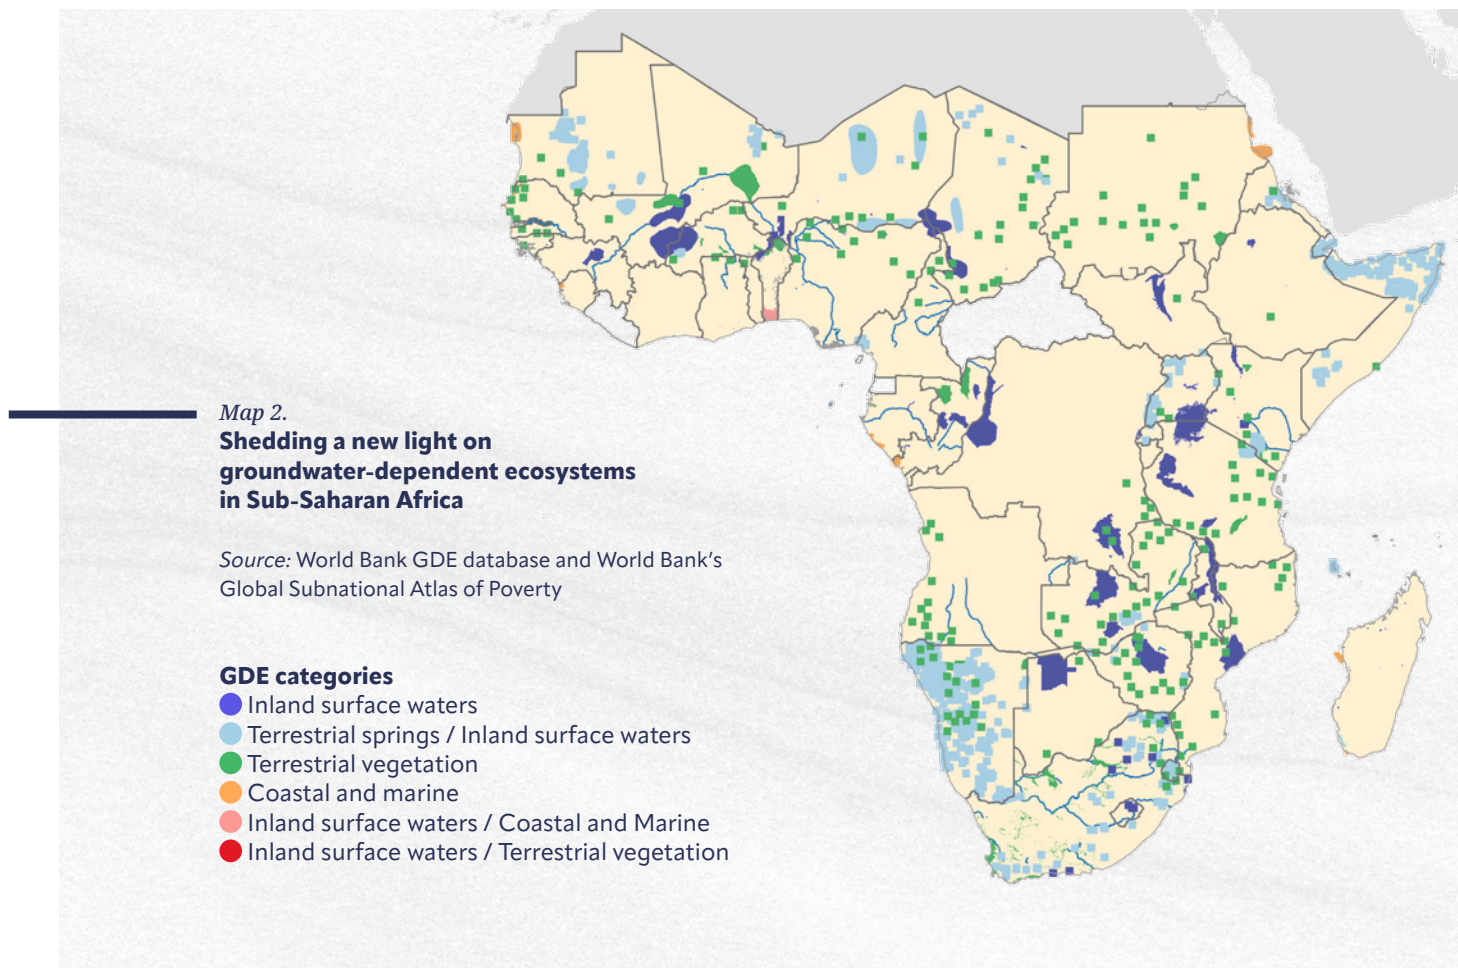 Map 2.
Shedding a new light on
groundwater-dependent ecosystems
in Sub-Saharan Africa
Source: World Bank GDE database and World Bank's
Global Subnational Atlas of Poverty
GDE categories
Inland surface waters
Terrestrial springs / Inland surface waters
Terrestrial vegetation
Coastal and marine
Inland surface waters / Coastal and Marine
Inland surface waters / Terrestrial vegetation